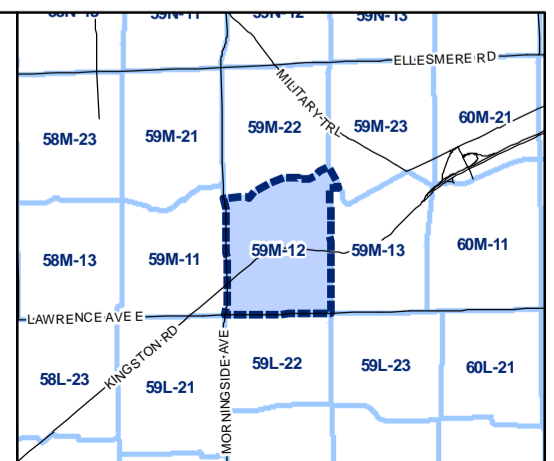 58N-13 59N-11 59N-12 59N-13
ELLESMERE RD
MILITARY TRL
58M-23 59M-21 59M-22 59M-23 60M-21
58M-13 59M-11 59M-12 59M-13 60M-11
LAWRENCE AVE E
KINGSTON RD
MORNINGSIDE AVE
58L-23 59L-21 59L-22 59L-23 60L-21